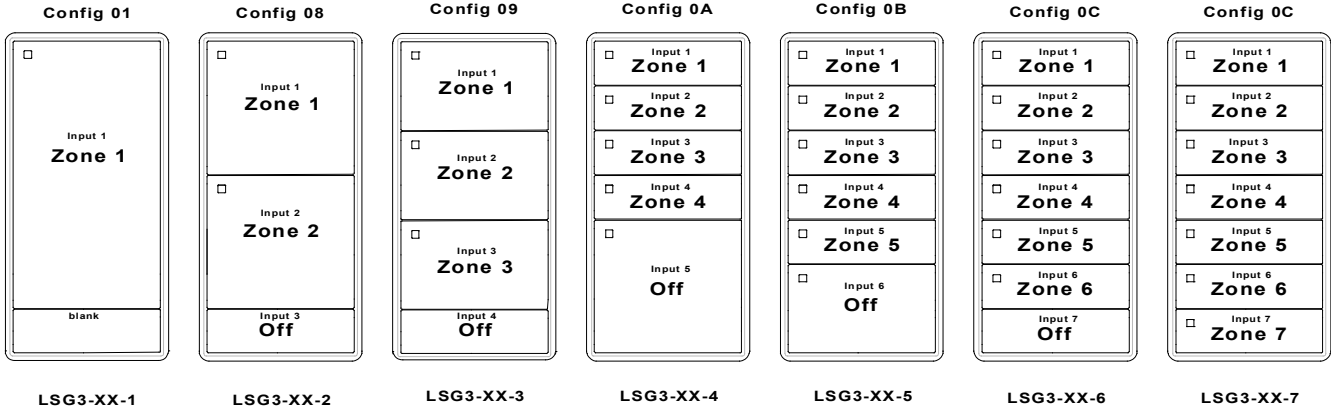 Config 01
Input 1
Zone 1
blank
LSG3-XX-1
Config 08
Input 1
Zone 1
Input 2
Zone 2
Input 3
Off
LSG3-XX-2
Config 09
Input 1
Zone 1
Input 2
Zone 2
Input 3
Zone 3
Input 4
Off
LSG3-XX-3
Config 0A
Input 1
Zone 1
Input 2
Zone 2
Input 3
Zone 3
Input 4
Zone 4
Input 5
Off
LSG3-XX-4
Config 0B
Input 1
Zone 1
Input 2
Zone 2
Input 3
Zone 3
Input 4
Zone 4
Input 5
Zone 5
Input 6
Off
LSG3-XX-5
Config 0C
Input 1
Zone 1
Input 2
Zone 2
Input 3
Zone 3
Input 4
Zone 4
Input 5
Zone 5
Input 6
Zone 6
Input 7
Off
LSG3-XX-6
Config 0C
Input 1
Zone 1
Input 2
Zone 2
Input 3
Zone 3
Input 4
Zone 4
Input 5
Zone 5
Input 6
Zone 6
Input 7
Zone 7
LSG3-XX-7